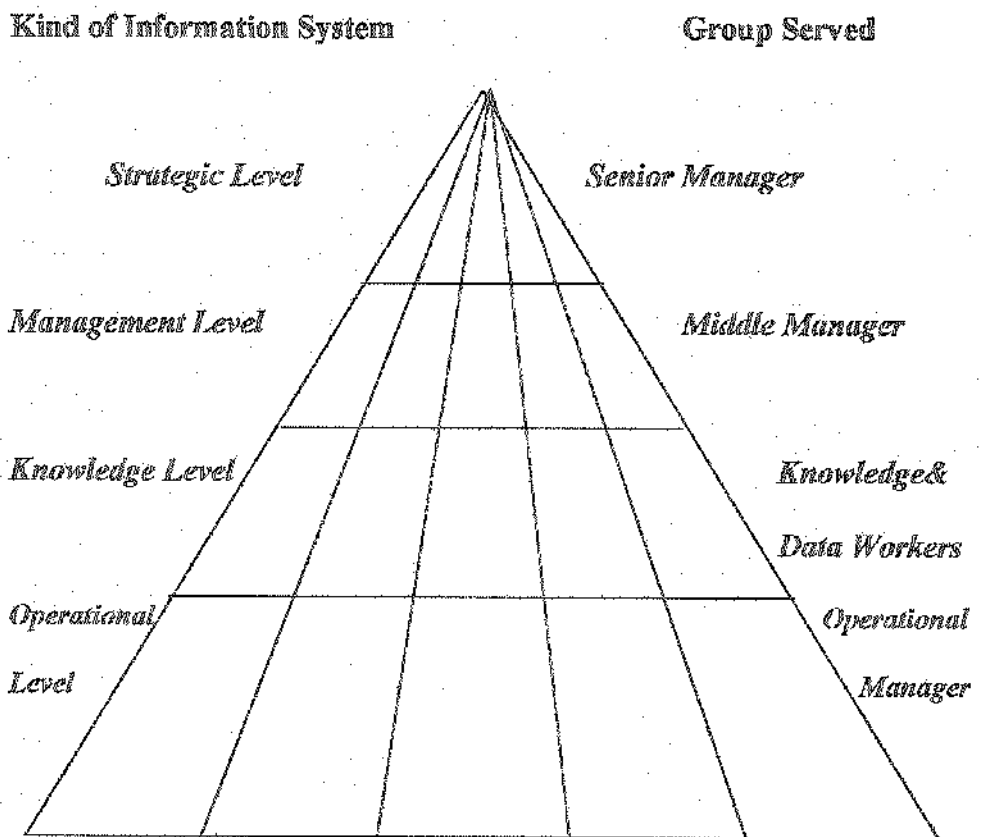 Kind of Information System
Group Served
Strategic Level
Senior Manager
Management Level
Middle Manager
Knowledge Level
Knowledge&
Data Workers
Operational
Level
Operational
Manager